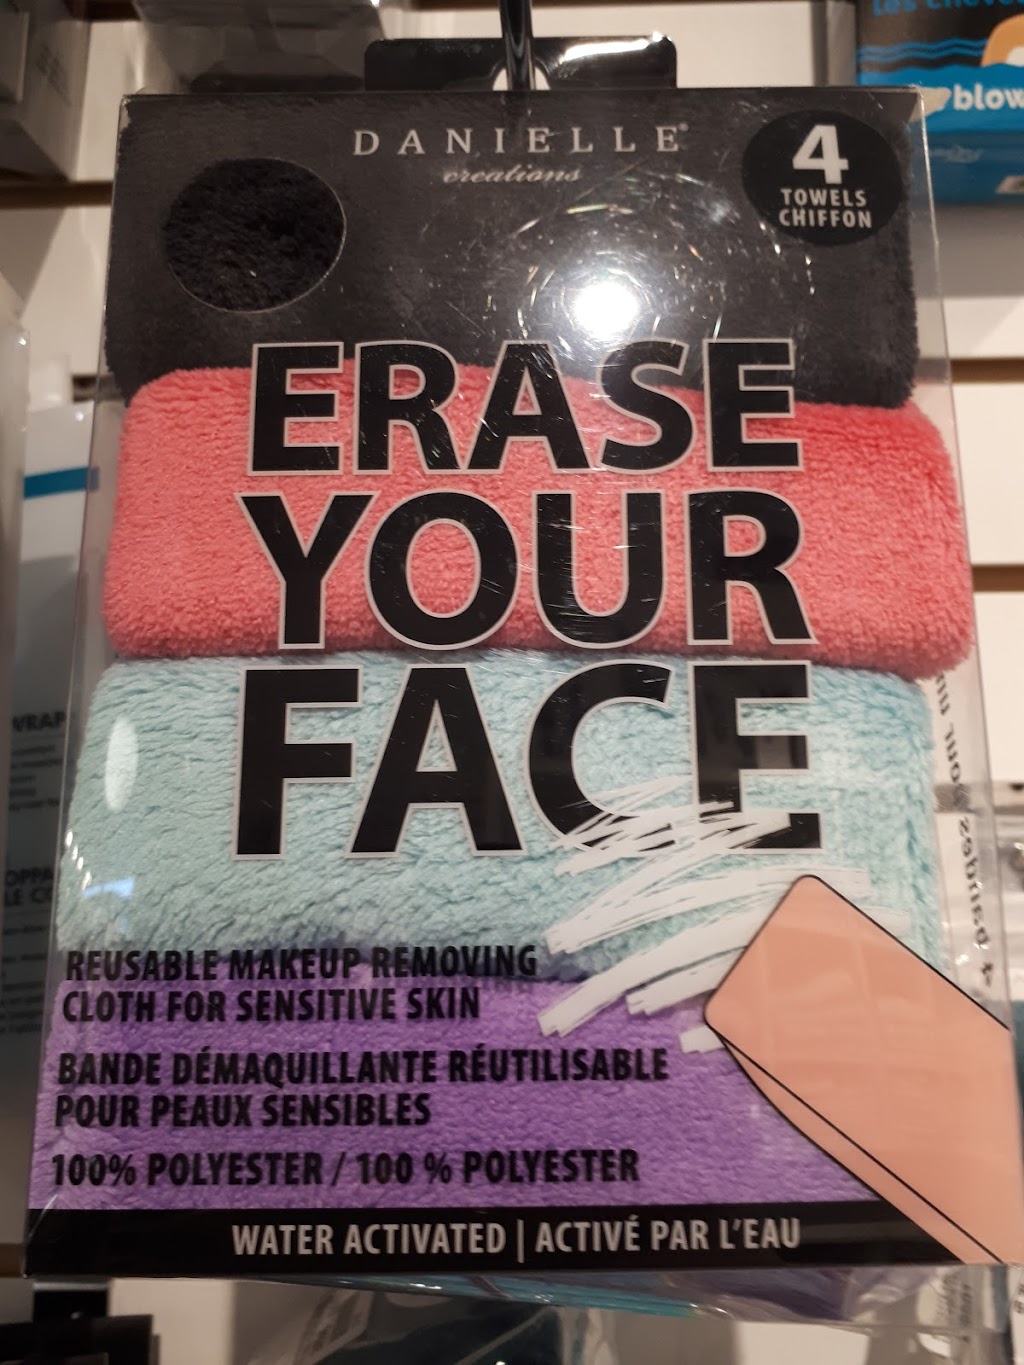 DANIELLE®
creations
4
TOWELS
CHIFFON
ERASE
YOUR
FACE
REUSABLE MAKEUP REMOVING
CLOTH FOR SENSITIVE SKIN
BANDE DÉMAQUILLANTE RÉUTILISABLE
POUR PEAUX SENSIBLES
100% POLYESTER / 100 % POLYESTER
WATER ACTIVATED | ACTIVÉ PAR L'EAU
blow
WRAP